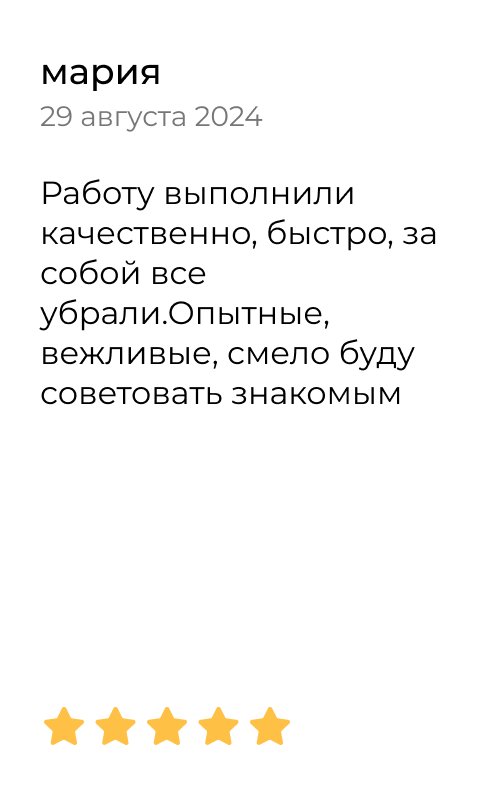 мария
29 августа 2024
Работу выполнили
качественно, быстро, за
собой все
убрали.Опытные,
вежливые, смело буду
советовать знакомым